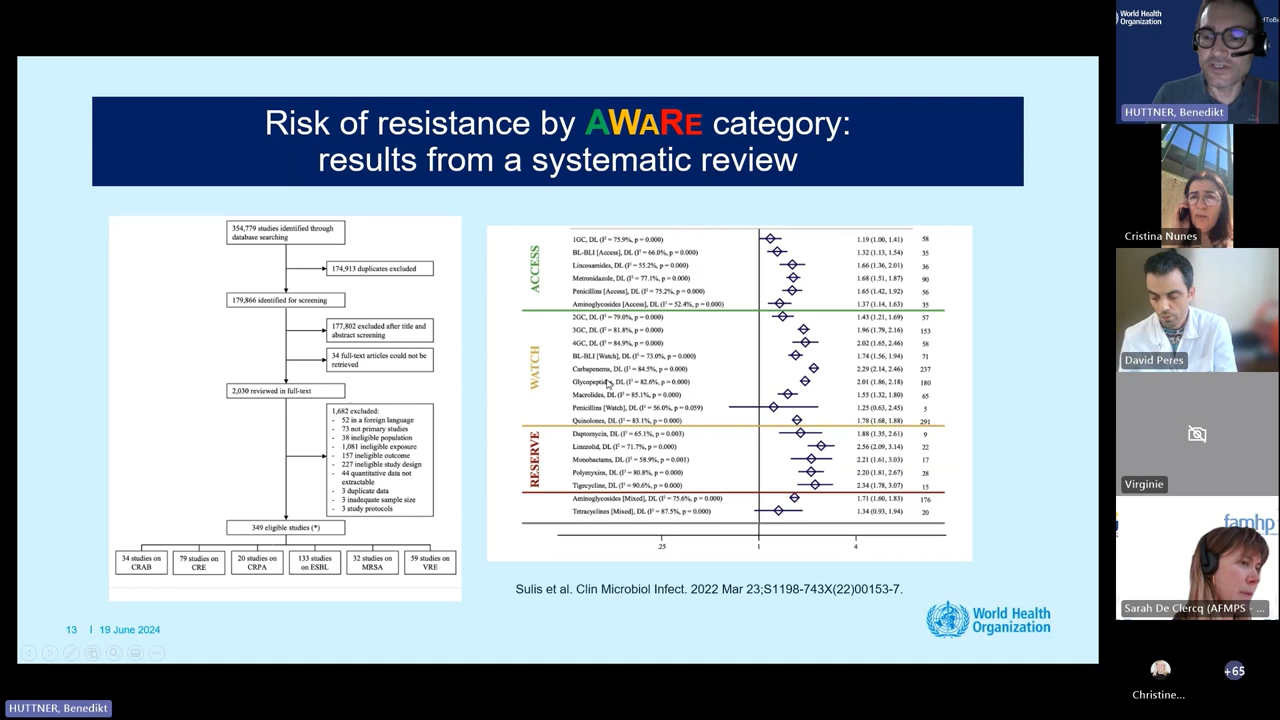 Risk of resistance by AWARE category:
results from a systematic review
354,779 studies identified through
database searching
174,913 duplicates excluded
179,866 identified for screening
177,802 excluded after title and
abstract screening
34 full-text articles could not be
retrieved
2,030 reviewed in full-text
1,682 excluded:
- 52 in a foreign language
- 73 not primary studies
- 38 ineligible population
- 1,081 ineligible exposure
- 157 ineligible outcome
- 227 ineligible study design
- 44 quantitative data not
extractable
- 3 duplicate data
- 3 inadequate sample size
- 3 study protocols
349 eligible studies (*)
34 studies on
CRAB
79 studies on
CRE
20 studies on
CRPA
133 studies
on ESBL
32 studies on
MRSA
59 studies on
VRE
ACCESS
1GC, DL (I² = 75.9%, p = 0.000) 1.19 (1.00, 1.41) 58
BL-BLI [Access], DL (I² = 66.0%, p = 0.000) 1.32 (1.13, 1.54) 35
Lincosamides, DL (I² = 55.2%, p = 0.000) 1.66 (1.36, 2.01) 36
Metronidazole, DL (I² = 77.1%, p = 0.000) 1.68 (1.51, 1.87) 90
Penicillins [Access], DL (I² = 75.2%, p = 0.000) 1.65 (1.42, 1.92) 56
Aminoglycosides [Access], DL (I² = 52.4%, p = 0.000) 1.37 (1.14, 1.63) 35
WATCH
2GC, DL (I² = 79.0%, p = 0.000) 1.43 (1.21, 1.69) 57
3GC, DL (I² = 81.8%, p = 0.000) 1.96 (1.79, 2.16) 153
4GC, DL (I² = 84.9%, p = 0.000) 2.02 (1.65, 2.46) 58
BL-BLI [Watch], DL (I² = 73.0%, p = 0.000) 1.74 (1.56, 1.94) 71
Carbapenems, DL (I² = 84.5%, p = 0.000) 2.29 (2.14, 2.46) 237
Glycopeptides, DL (I² = 82.6%, p = 0.000) 2.01 (1.86, 2.18) 180
Macrolides, DL (I² = 85.1%, p = 0.000) 1.55 (1.32, 1.80) 65
Penicillins [Watch], DL (I² = 56.0%, p = 0.059) 1.25 (0.63, 2.45) 5
Quinolones, DL (I² = 83.1%, p = 0.000) 1.78 (1.68, 1.88) 291
RESERVE
Daptomycin, DL (I² = 65.1%, p = 0.003) 1.88 (1.35, 2.61) 9
Linezolid, DL (I² = 71.7%, p = 0.000) 2.56 (2.09, 3.14) 22
Monobactams, DL (I² = 58.9%, p = 0.001) 2.21 (1.61, 3.03) 17
Polymyxins, DL (I² = 80.8%, p = 0.000) 2.20 (1.81, 2.67) 28
Tigecycline, DL (I² = 90.6%, p = 0.000) 2.34 (1.78, 3.07) 15
Aminoglycosides [Mixed], DL (I² = 75.6%, p = 0.000) 1.71 (1.60, 1.83) 176
Tetracyclines [Mixed], DL (I² = 87.5%, p = 0.000) 1.34 (0.93, 1.94) 20
.25 1 4
Sulis et al. Clin Microbiol Infect. 2022 Mar 23;S1198-743X(22)00153-7.
13 | 19 June 2024
World Health
Organization
HUTTNER, Benedikt
World Health
Organization
HUTTNER, Benedikt
Cristina Nunes
David Peres
Virginie
famhp
Sarah De Clercq (AFMPS - ...
Christine...
+65